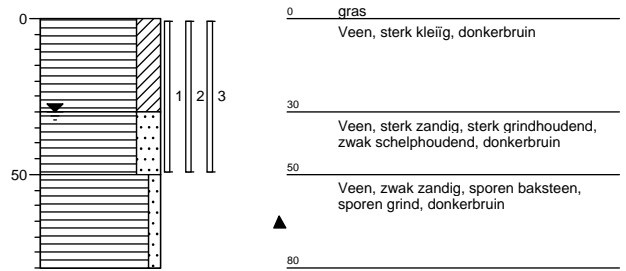 0
50
1
2
3
0
gras
Veen, sterk kleiïg, donkerbruin
30
Veen, sterk zandig, sterk grindhoudend,
zwak schelphoudend, donkerbruin
50
Veen, zwak zandig, sporen baksteen,
sporen grind, donkerbruin
80